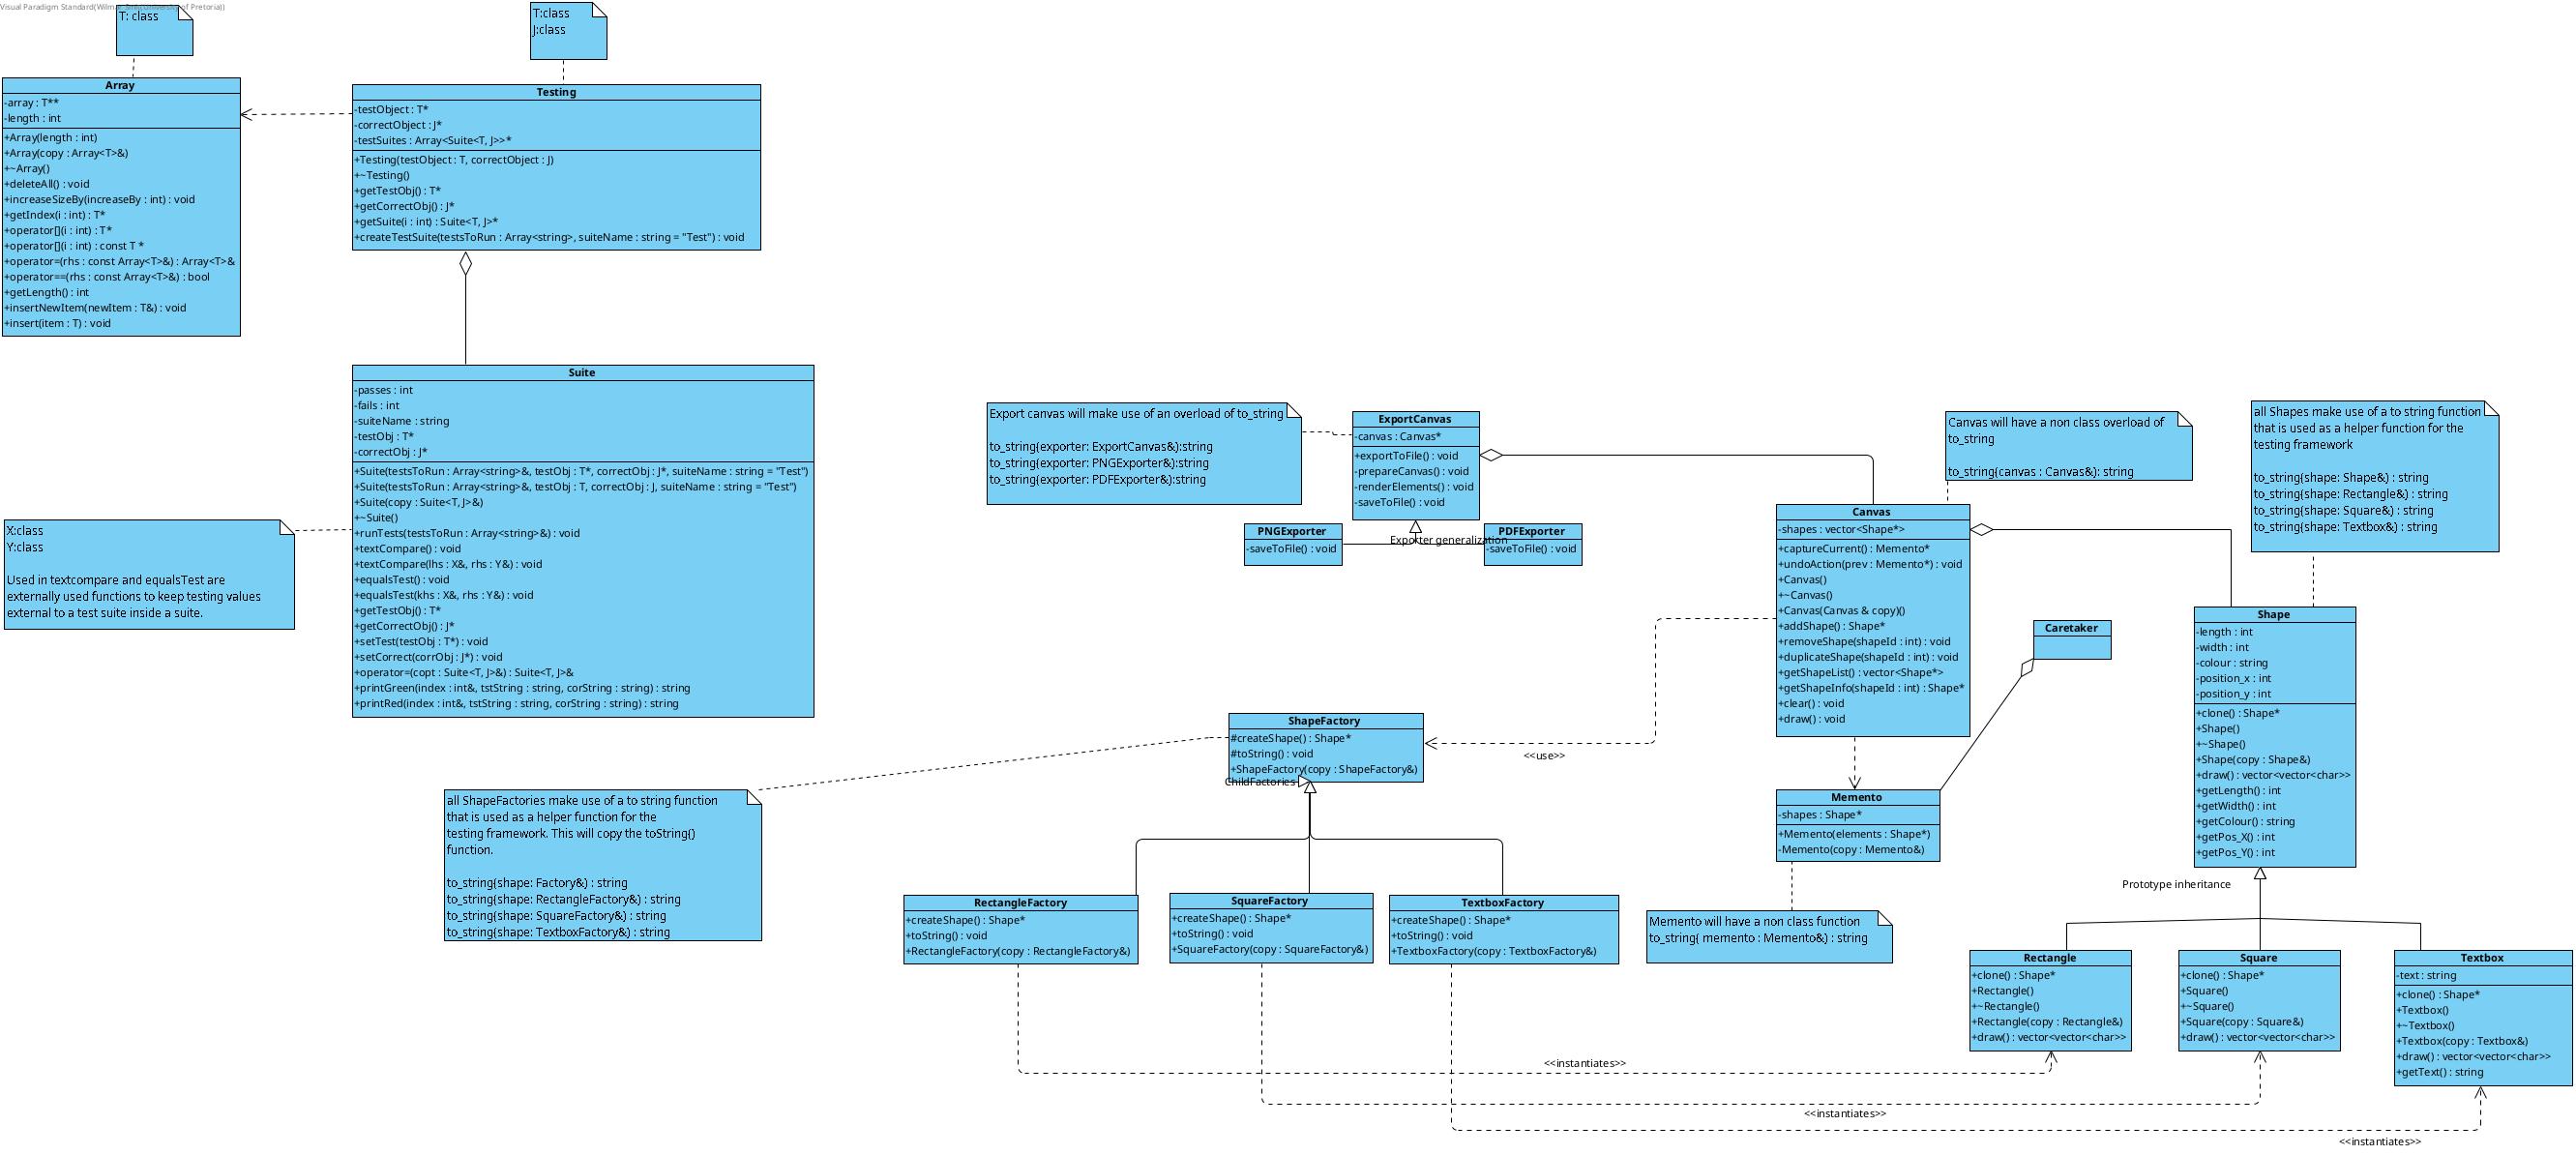 T: class
T:class
J:class
Array
-array : T**
-length : int
+Array(length : int)
+Array(copy : Array<T>&)
+~Array()
+deleteAll() : void
+increaseSizeBy(increaseBy : int) : void
+getIndex(i : int) : T*
+operator[](i : int) : T*
+operator[](i : int) : const T *
+operator=(rhs : const Array<T>&) : Array<T>&
+operator==(rhs : const Array<T>&) : bool
+getLength() : int
+insertNewItem(newItem : T&) : void
+insert(item : T) : void
Testing
-testObject : T*
-correctObject : J*
-testSuites : Array<Suite<T, J>>*
+Testing(testObject : T, correctObject : J)
+~Testing()
+getTestObj() : T*
+getCorrectObj() : J*
+getSuite(i : int) : Suite<T, J>*
+createTestSuite(testsToRun : Array<string>, suiteName : string = "Test") : void
Suite
-passes : int
-fails : int
-suiteName : string
-testObj : T*
-correctObj : J*
+Suite(testsToRun : Array<string>&, testObj : T*, correctObj : J*, suiteName : string = "Test")
+Suite(testsToRun : Array<string>&, testObj : T, correctObj : J, suiteName : string = "Test")
+Suite(copy : Suite<T, J>&)
+~Suite()
+runTests(testsToRun : Array<string>&) : void
+textCompare() : void
+textCompare(lhs : X&, rhs : Y&) : void
+equalsTest() : void
+equalsTest(khs : X&, rhs : Y&) : void
+getTestObj() : T*
+getCorrectObj() : J*
+setTest(testObj : T*) : void
+setCorrect(corrObj : J*) : void
+operator=(copt : Suite<T, J>&) : Suite<T, J>&
+printGreen(index : int&, tstString : string, corString : string) : string
+printRed(index : int&, tstString : string, corString : string) : string
X:class
Y:class
Used in textcompare and equalsTest are
externally used functions to keep testing values
external to a test suite inside a suite.
Export canvas will make use of an overload of to_string
to_string(exporter: ExportCanvas&):string
to_string(exporter: PNGExporter&):string
to_string(exporter: PDFExporter&):string
ExportCanvas
-canvas : Canvas*
+exportToFile() : void
-prepareCanvas() : void
-renderElements() : void
-saveToFile() : void
PNGExporter
-saveToFile() : void
Exporter generalization
PDFExporter
-saveToFile() : void
Canvas will have a non class overload of
to_string
to_string(canvas : Canvas&): string
all Shapes make use of a to string function
that is used as a helper function for the
testing framework
to_string(shape: Shape&) : string
to_string(shape: Rectangle&) : string
to_string(shape: Square&) : string
to_string(shape: Textbox&) : string
Canvas
-shapes : vector<Shape*>
+captureCurrent() : Memento*
+undoAction(prev : Memento*) : void
+Canvas()
+~Canvas()
+Canvas(Canvas & copy)()
+addShape() : Shape*
+removeShape(shapeId : int) : void
+duplicateShape(shapeId : int) : void
+getShapeList() : vector<Shape*>
+getShapeInfo(shapeId : int) : Shape*
+clear() : void
+draw() : void
Caretaker
Shape
-length : int
-width : int
-colour : string
-position_x : int
-position_y : int
+clone() : Shape*
+Shape()
+~Shape()
+Shape(copy : Shape&)
+draw() : vector<vector<char>>
+getLength() : int
+getWidth() : int
+getColour() : string
+getPos_X() : int
+getPos_Y() : int
ShapeFactory
#createShape() : Shape*
#toString() : void
+ShapeFactory(copy : ShapeFactory&)
ChildFactories
<<use>>
all ShapeFactories make use of a to string function
that is used as a helper function for the
testing framework. This will copy the toString()
function.
to_string(shape: Factory&) : string
to_string(shape: RectangleFactory&) : string
to_string(shape: SquareFactory&) : string
to_string(shape: TextboxFactory&) : string
Memento
-shapes : Shape*
+Memento(elements : Shape*)
-Memento(copy : Memento&)
Memento will have a non class function
to_string( memento : Memento&) : string
Prototype inheritance
RectangleFactory
+createShape() : Shape*
+toString() : void
+RectangleFactory(copy : RectangleFactory&)
SquareFactory
+createShape() : Shape*
+toString() : void
+SquareFactory(copy : SquareFactory&)
TextboxFactory
+createShape() : Shape*
+toString() : void
+TextboxFactory(copy : TextboxFactory&)
Rectangle
+clone() : Shape*
+Rectangle()
+~Rectangle()
+Rectangle(copy : Rectangle&)
+draw() : vector<vector<char>>
Square
+clone() : Shape*
+Square()
+~Square()
+Square(copy : Square&)
+draw() : vector<vector<char>>
Textbox
-text : string
+clone() : Shape*
+Textbox()
+~Textbox()
+Textbox(copy : Textbox&)
+draw() : vector<vector<char>>
+getText() : string
<<instantiates>>
<<instantiates>>
<<instantiates>>